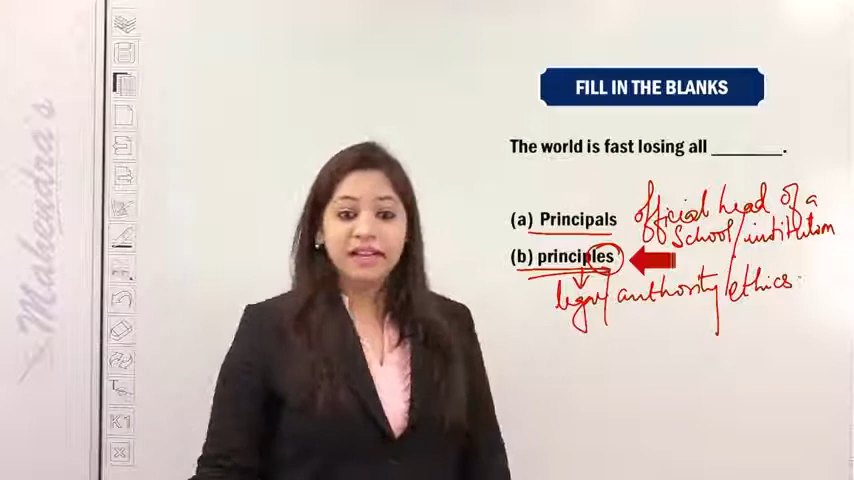 Mahendra's
FILL IN THE BLANKS
The world is fast losing all ________.
(a) Principals official head of a
School/institution
(b) principles
authority/ethics
K1